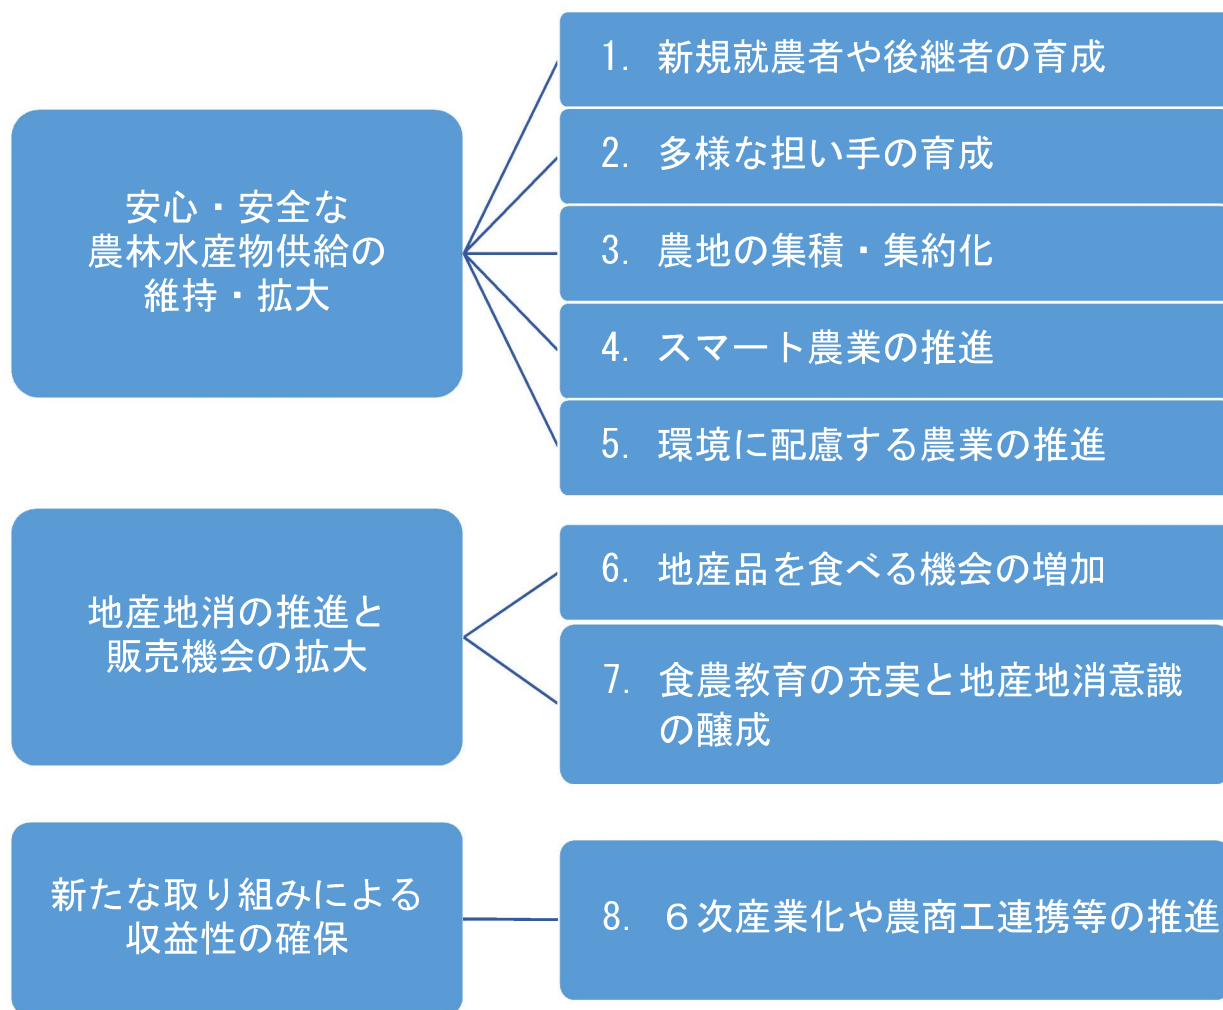 安心・安全な
農林水産物供給の
維持・拡大
1. 新規就農者や後継者の育成
2. 多様な担い手の育成
3. 農地の集積・集約化
4. スマート農業の推進
5. 環境に配慮する農業の推進
地産地消の推進と
販売機会の拡大
6. 地産品を食べる機会の増加
7. 食農教育の充実と地産地消意識
の醸成
新たな取り組みによる
収益性の確保
8. ６次産業化や農商工連携等の推進